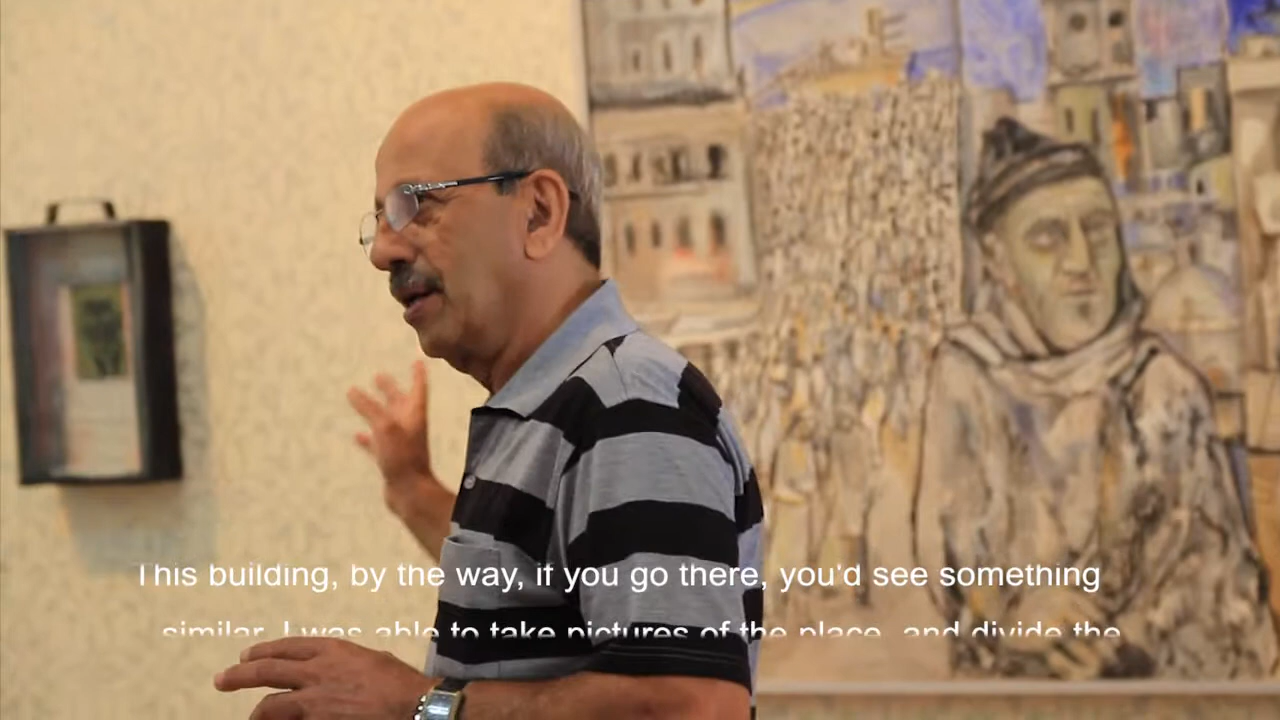 This building, by the way, if you go there, you'd see something
similar. I was able to take pictures of the place, and divide the